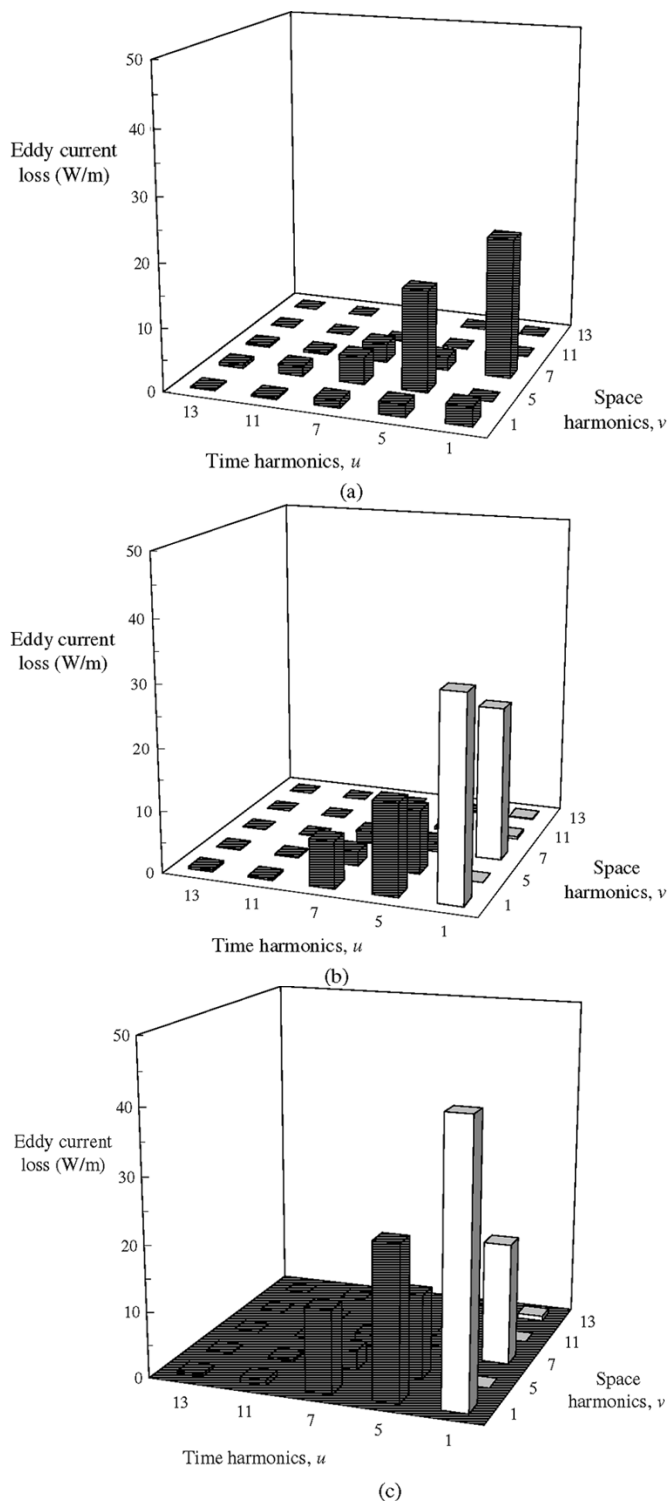 50
40
Eddy current
loss (W/m)
30
20
10
0
13
11
7
5
1
13
11
7
5
1
Space
harmonics, v
Time harmonics, u
(a)
50
40
Eddy current
loss (W/m)
30
20
10
0
13
11
7
5
1
13
11
7
5
1
Space
harmonics, v
Time harmonics, u
(b)
50
40
Eddy current
loss (W/m)
30
20
10
0
13
11
7
5
1
13
11
7
5
1
Space
harmonics, v
Time harmonics, u
(c)